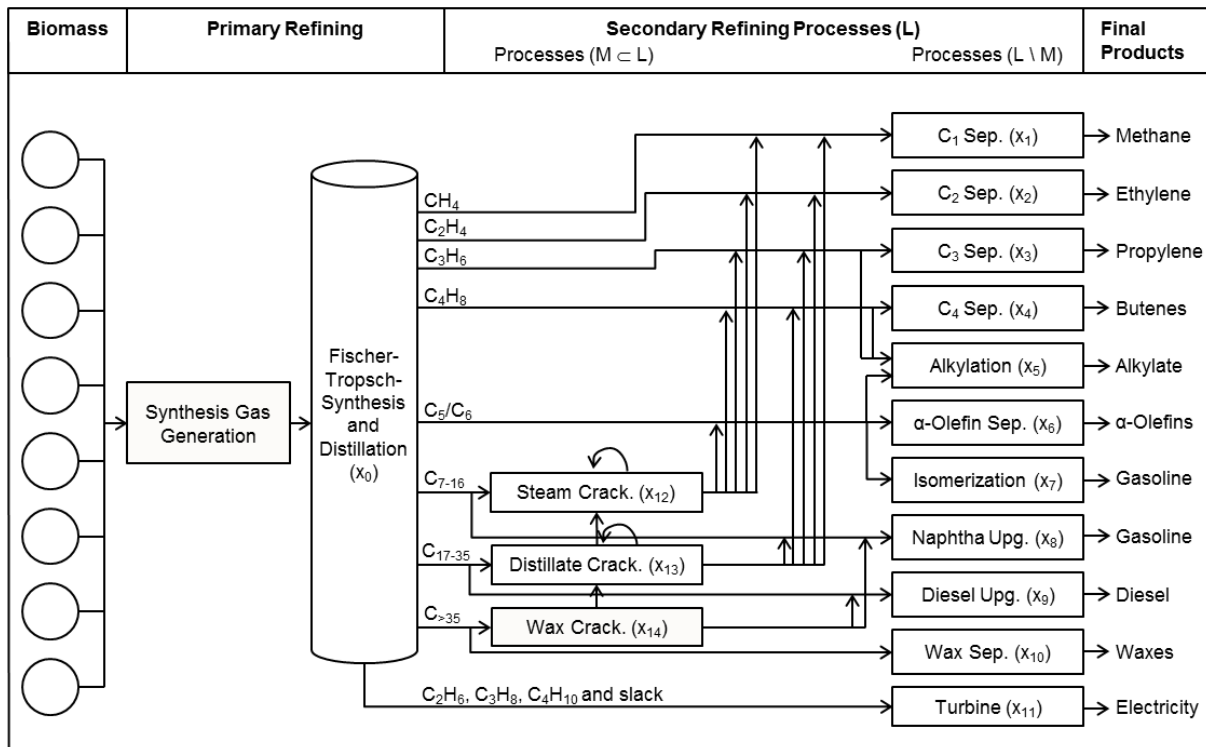 Biomass
Primary Refining
Secondary Refining Processes (L)
Processes (M ⊂ L)
Processes (L \ M)
Final
Products
CH₄
C₂H₄
C₃H₆
C₄H₈
C₅/C₆
C₇₋₁₆
C₁₇₋₃₅
C>₃₅
C₂H₆, C₃H₈, C₄H₁₀ and slack
Synthesis Gas
Generation
Fischer-
Tropsch-
Synthesis
and
Distillation
(x₀)
Steam Crack. (x₁₂)
Distillate Crack. (x₁₃)
Wax Crack. (x₁₄)
C₁ Sep. (x₁)
Methane
C₂ Sep. (x₂)
Ethylene
C₃ Sep. (x₃)
Propylene
C₄ Sep. (x₄)
Butenes
Alkylation (x₅)
Alkylate
α-Olefin Sep. (x₆)
α-Olefins
Isomerization (x₇)
Gasoline
Naphtha Upg. (x₈)
Gasoline
Diesel Upg. (x₉)
Diesel
Wax Sep. (x₁₀)
Waxes
Turbine (x₁₁)
Electricity